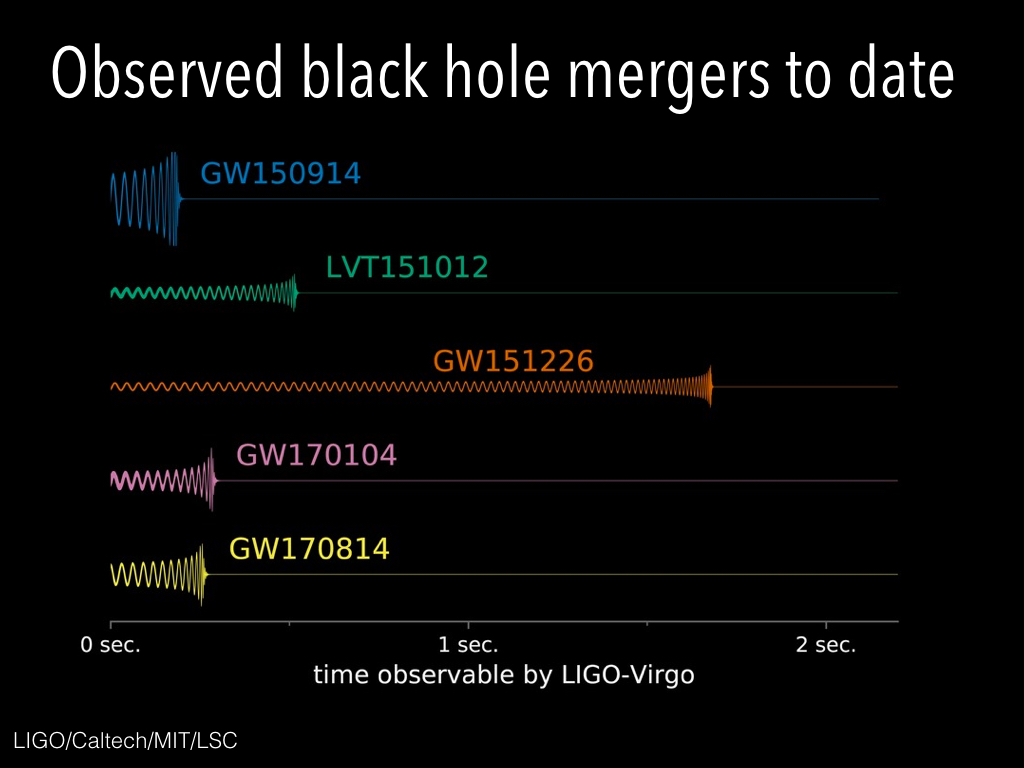 Observed black hole mergers to date
GW150914
LVT151012
GW151226
GW170104
GW170814
0 sec.
1 sec.
2 sec.
time observable by LIGO-Virgo
LIGO/Caltech/MIT/LSC